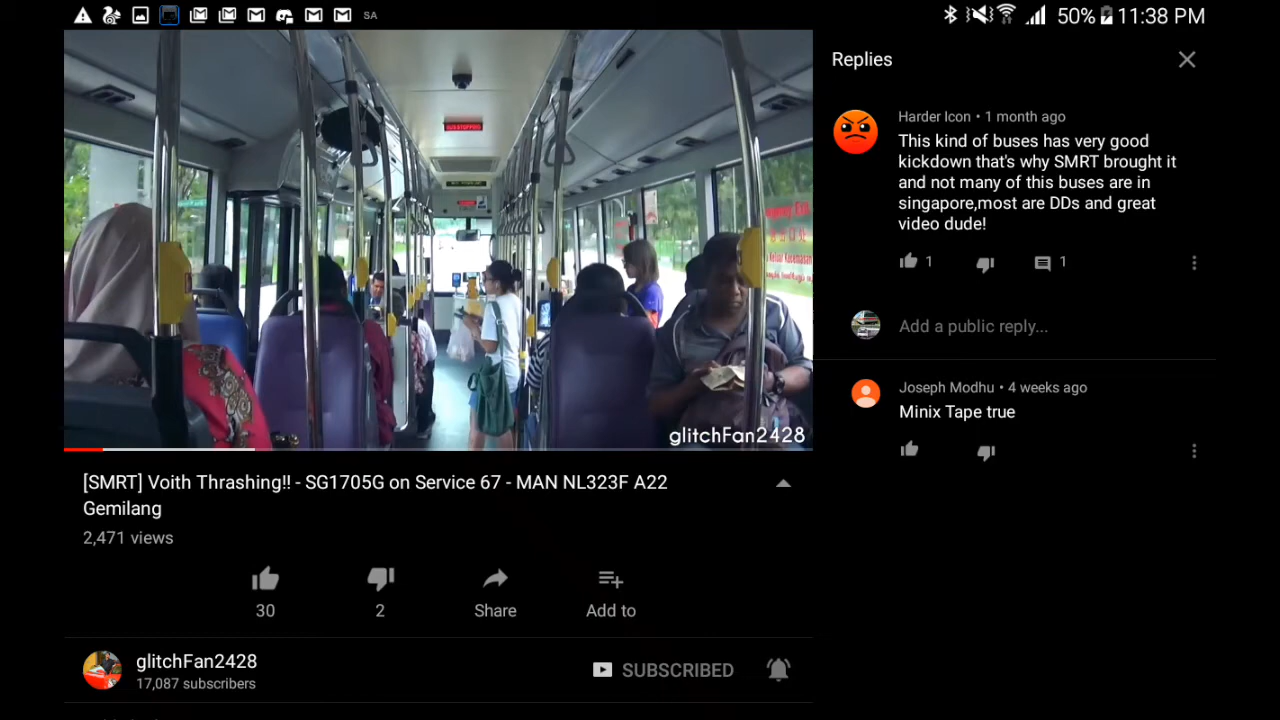 SA
50%
11:38 PM
BUS STOPPING
glitchFan2428
[SMRT] Voith Thrashing!! - SG1705G on Service 67 - MAN NL323F A22
Gemilang
2,471 views
30
2
Share
Add to
glitchFan2428
17,087 subscribers
SUBSCRIBED
Replies
Harder Icon • 1 month ago
This kind of buses has very good
kickdown that's why SMRT brought it
and not many of this buses are in
singapore,most are DDs and great
video dude!
1
1
Add a public reply...
Joseph Modhu • 4 weeks ago
Minix Tape true